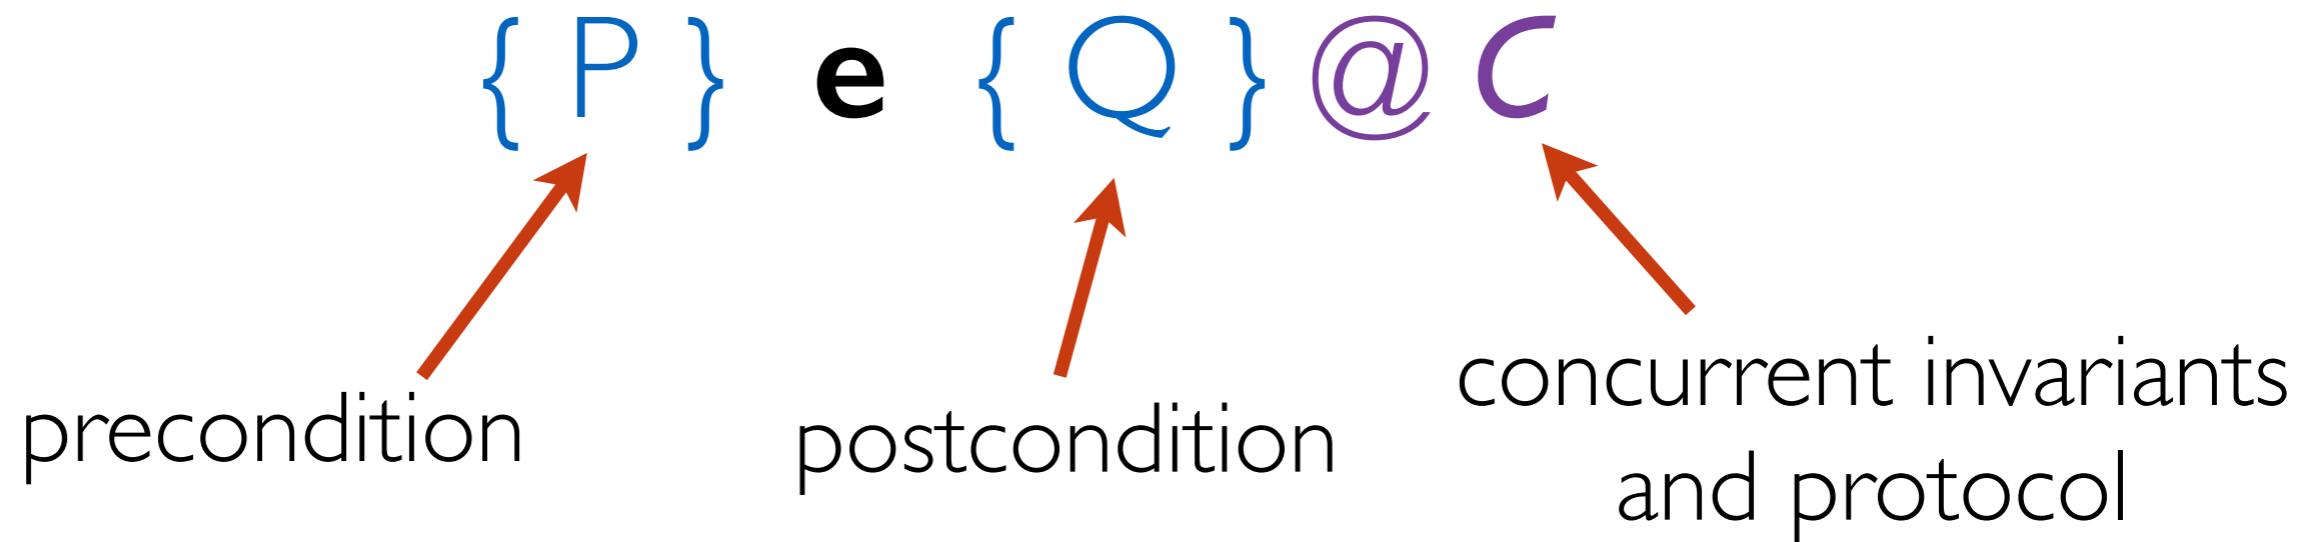 { P } e { Q } @ C
precondition
postcondition
concurrent invariants
and protocol